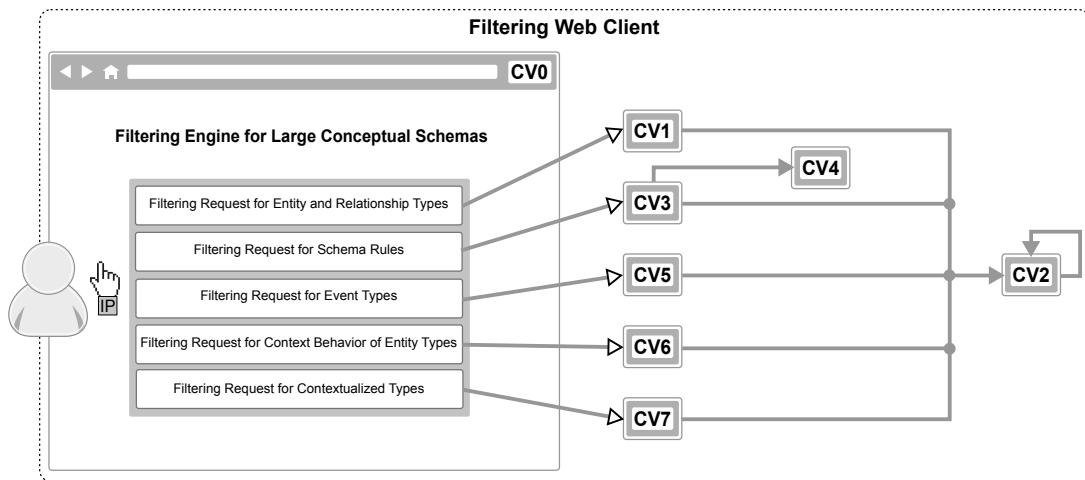 Filtering Web Client
CV0
Filtering Engine for Large Conceptual Schemas
Filtering Request for Entity and Relationship Types
Filtering Request for Schema Rules
Filtering Request for Event Types
Filtering Request for Context Behavior of Entity Types
Filtering Request for Contextualized Types
IP
CV1
CV4
CV3
CV5
CV2
CV6
CV7